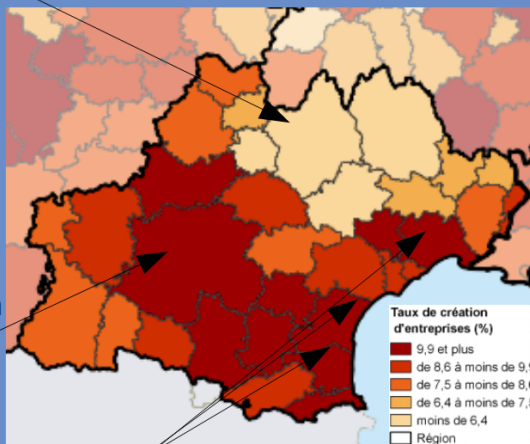 Taux de création
d'entreprises (%)
9,9 et plus
de 8,6 à moins de 9,9
de 7,5 à moins de 8,6
de 6,4 à moins de 7,5
moins de 6,4
Région